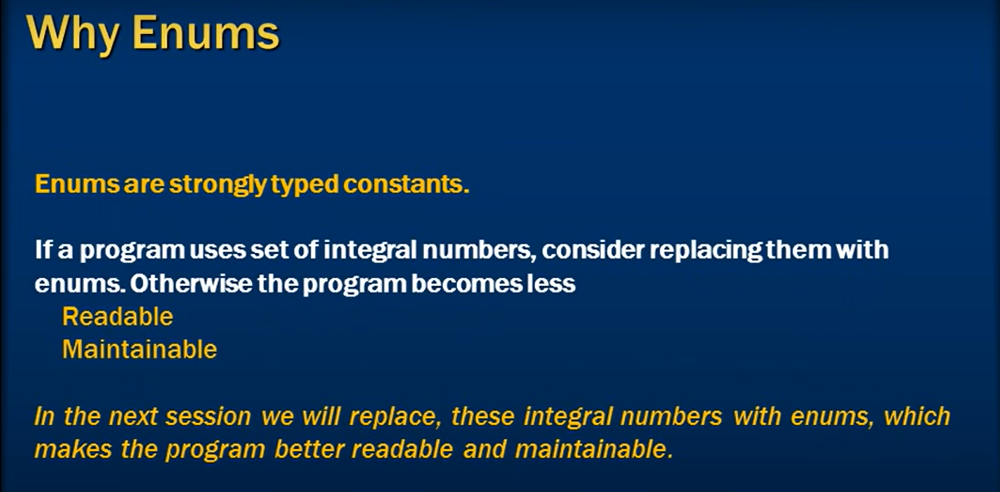 Why Enums
Enums are strongly typed constants.
If a program uses set of integral numbers, consider replacing them with
enums. Otherwise the program becomes less
Readable
Maintainable
In the next session we will replace, these integral numbers with enums, which
makes the program better readable and maintainable.